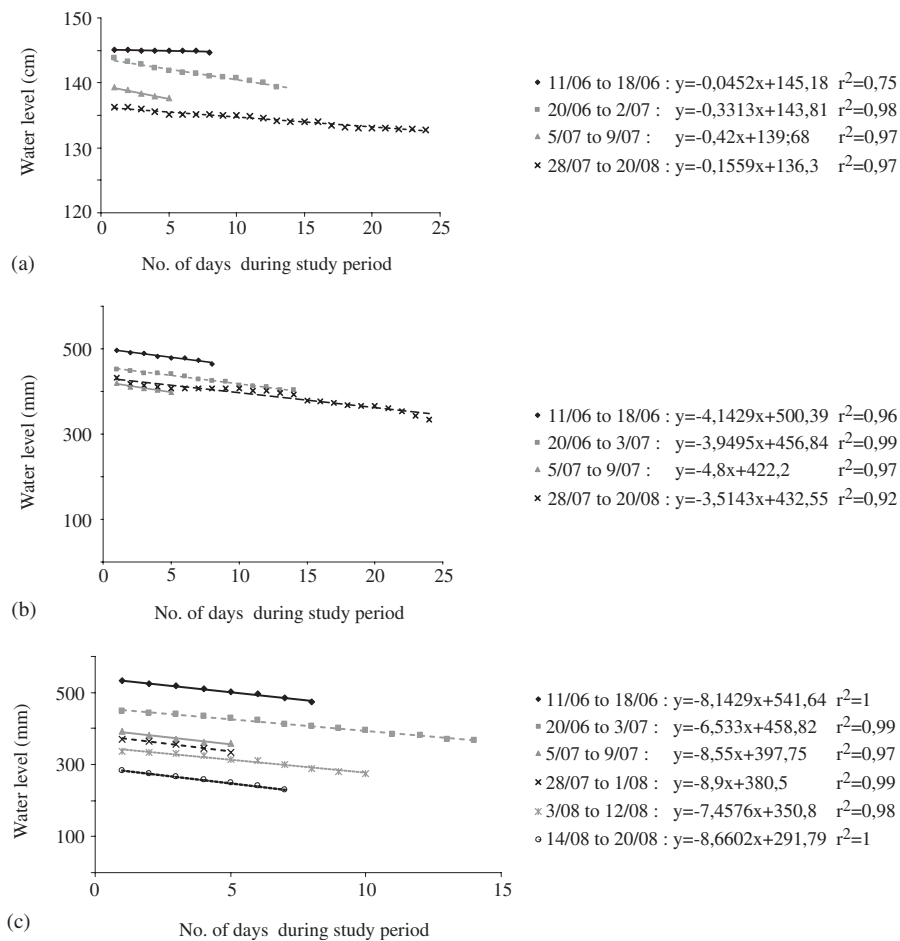 150
140
130
120
0 5 10 15 20 25
Water level (cm)
No. of days during study period
(a)
11/06 to 18/06 : y=-0,0452x+145,18 r2=0,75
20/06 to 2/07 : y=-0,3313x+143,81 r2=0,98
5/07 to 9/07 : y=-0,42x+139;68 r2=0,97
28/07 to 20/08 : y=-0,1559x+136,3 r2=0,97
500
300
100
0 5 10 15 20 25
Water level (mm)
No. of days during study period
(b)
11/06 to 18/06 : y=-4,1429x+500,39 r2=0,96
20/06 to 3/07 : y=-3,9495x+456,84 r2=0,99
5/07 to 9/07 : y=-4,8x+422,2 r2=0,97
28/07 to 20/08 : y=-3,5143x+432,55 r2=0,92
500
300
100
0 5 10 15
Water level (mm)
No. of days during study period
(c)
11/06 to 18/06 : y=-8,1429x+541,64 r2=1
20/06 to 3/07 : y=-6,533x+458,82 r2=0,99
5/07 to 9/07 : y=-8,55x+397,75 r2=0,97
28/07 to 1/08 : y=-8,9x+380,5 r2=0,99
3/08 to 12/08 : y=-7,4576x+350,8 r2=0,98
14/08 to 20/08 : y=-8,6602x+291,79 r2=1